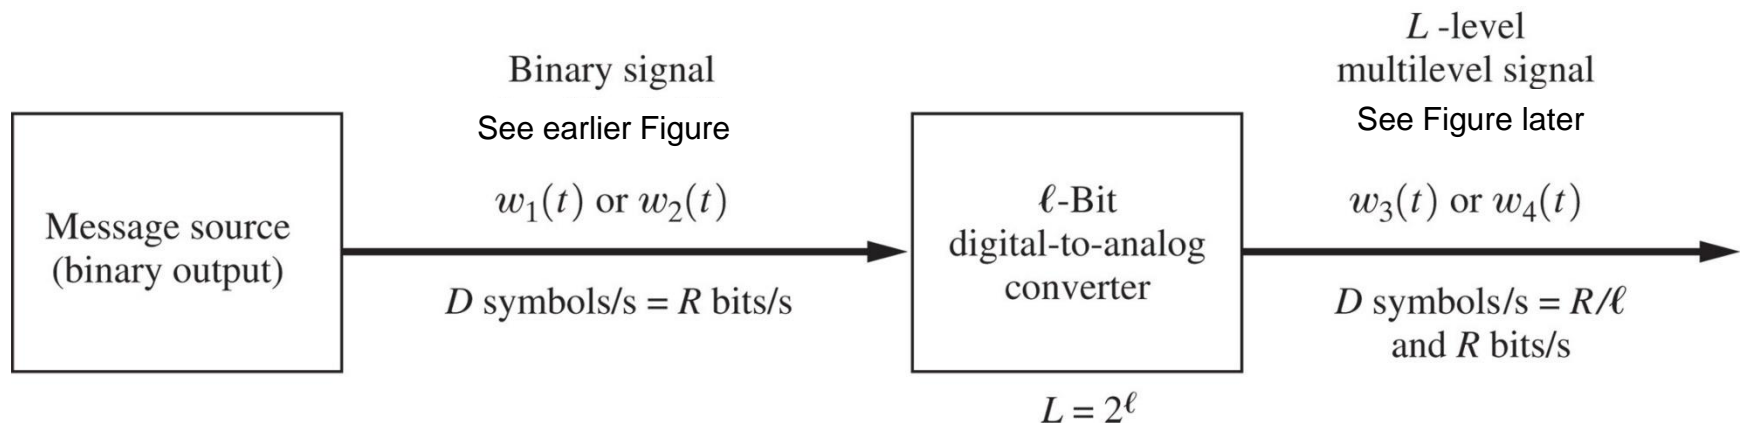 Message source
(binary output)
Binary signal
See earlier Figure
w₁(t) or w₂(t)
D symbols/s = R bits/s
ℓ-Bit
digital-to-analog
converter
L = 2^ℓ
L -level
multilevel signal
See Figure later
w₃(t) or w₄(t)
D symbols/s = R/ℓ
and R bits/s